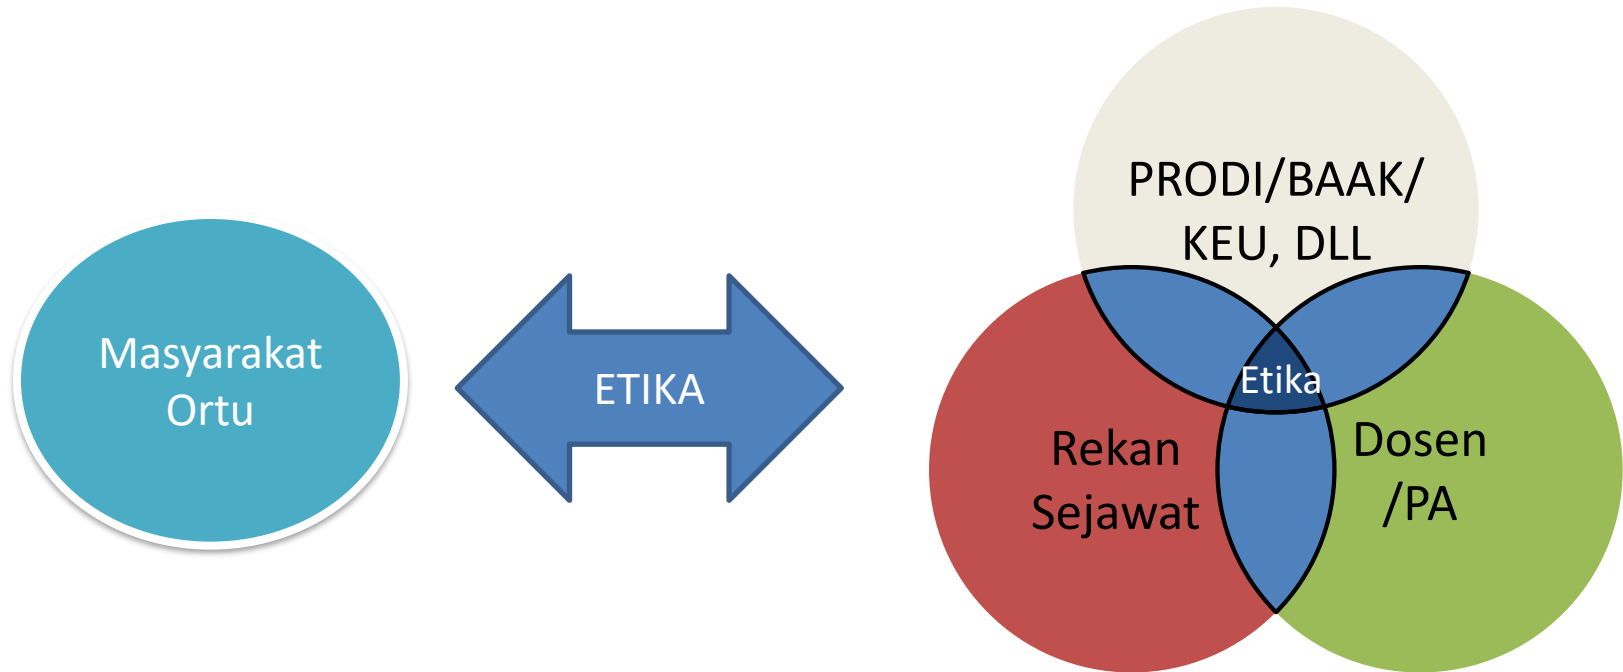 Masyarakat
Ortu
ETIKA
PRODI/BAAK/
KEU, DLL
Etika
Rekan
Sejawat
Dosen
/PA